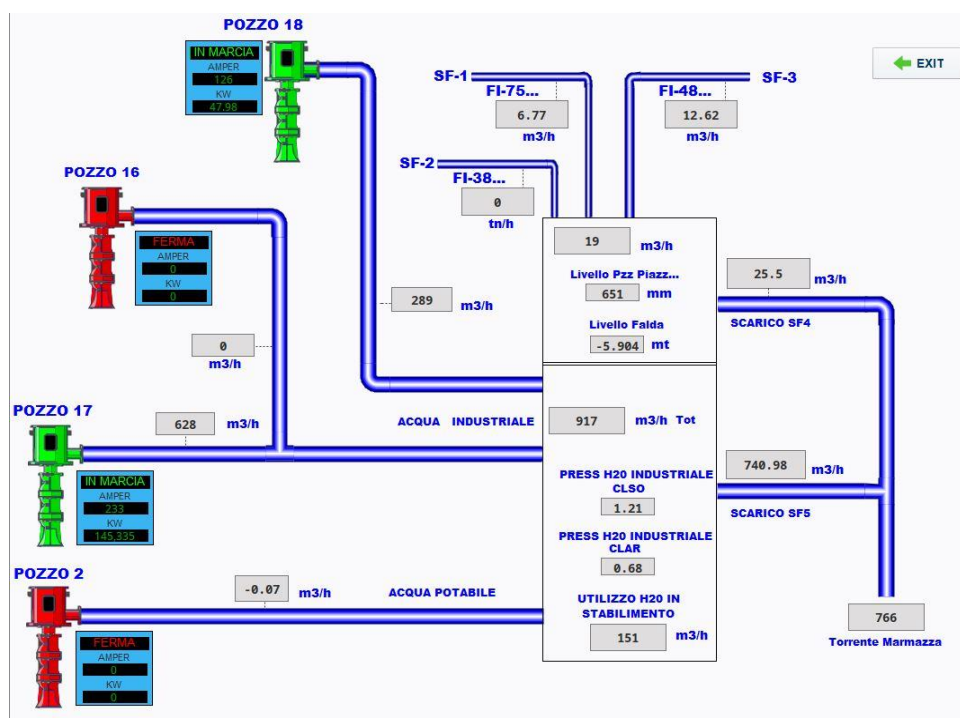 POZZO 18
IN MARCIA
AMPER
126
KW
47.98
EXIT
SF-1
FI-75...
6.77
m3/h
SF-3
FI-48...
12.62
m3/h
SF-2
FI-38...
0
tn/h
POZZO 16
FERMA
AMPER
0
KW
0
19 m3/h
Livello Pzz Piazz...
651 mm
Livello Falda
-5.904 mt
25.5 m3/h
SCARICO SF4
289 m3/h
0
m3/h
POZZO 17
628 m3/h
IN MARCIA
AMPER
233
KW
145,335
ACQUA INDUSTRIALE
917 m3/h Tot
PRESS H20 INDUSTRIALE
CLSO
1.21
PRESS H20 INDUSTRIALE
CLAR
0.68
740.98 m3/h
SCARICO SF5
POZZO 2
-0.07 m3/h
ACQUA POTABILE
FERMA
AMPER
0
KW
0
UTILIZZO H20 IN
STABILIMENTO
151 m3/h
766
Torrente Marmazza